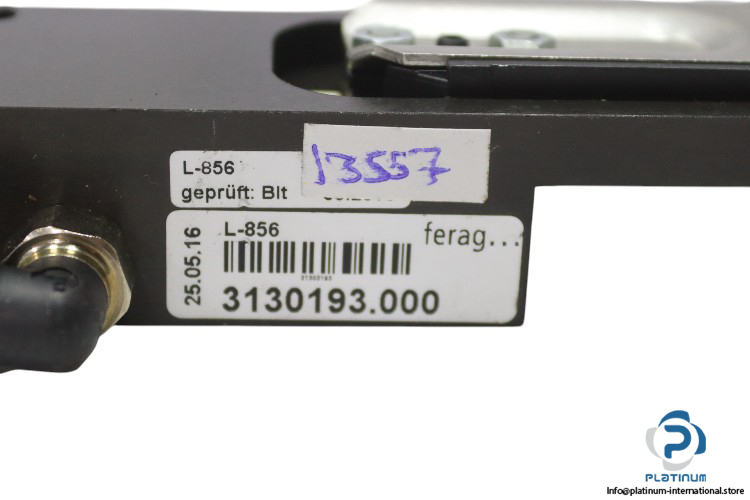 L-856
13557
geprüft: Blt
25.05.16
L-856
ferag...
3130193.000
PLATINUM
Info@platinum-international.store